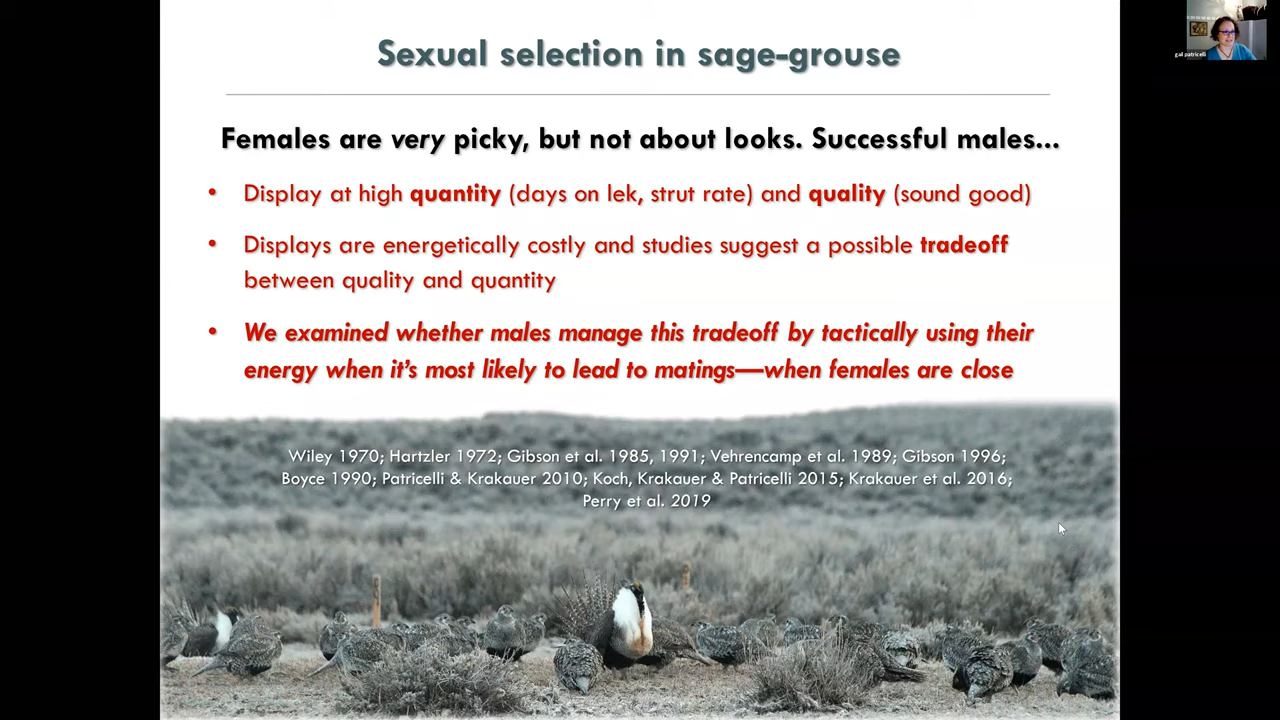 Sexual selection in sage-grouse
gail patricelli
Females are very picky, but not about looks. Successful males...
• Display at high quantity (days on lek, strut rate) and quality (sound good)
• Displays are energetically costly and studies suggest a possible tradeoff
between quality and quantity
• We examined whether males manage this tradeoff by tactically using their
energy when it's most likely to lead to matings—when females are close
Wiley 1970; Hartzler 1972; Gibson et al. 1985, 1991; Vehrencamp et al. 1989; Gibson 1996;
Boyce 1990; Patricelli & Krakauer 2010; Koch, Krakauer & Patricelli 2015; Krakauer et al. 2016;
Perry et al. 2019